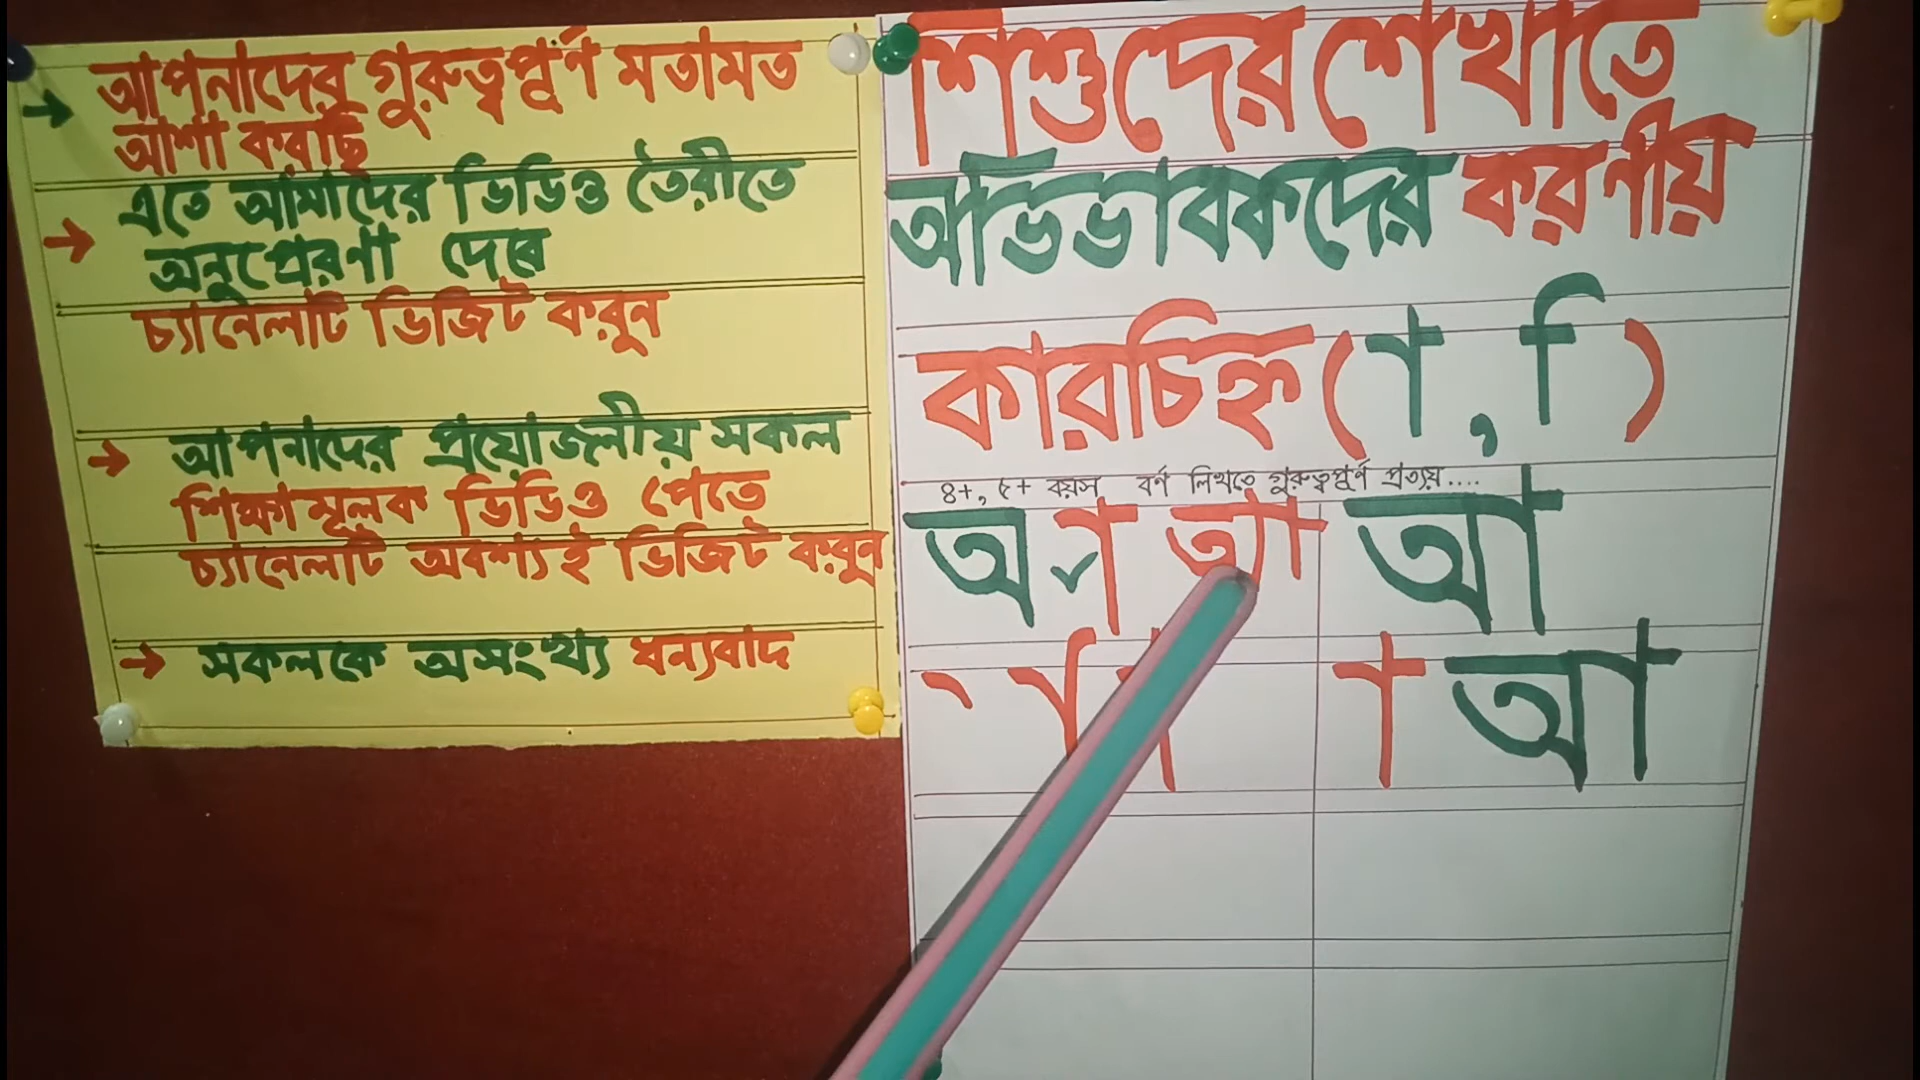 আপনাদের গুরুত্বপূর্ণ মতামত
আশা করছি
এতে আমাদের ভিডিও তৈরীতে
অনুপ্রেরণা দেবে
চ্যানেলটি ভিজিট করুন
আপনাদের প্রয়োজনীয় সকল
শিক্ষামূলক ভিডিও পেতে
চ্যানেলটি অবশ্যই ভিজিট করুন
সকলকে অসংখ্য ধন্যবাদ
শিশুদের শেখাতে
অভিভাবকদের করণীয়
কারচিহ্ন (া , ি)
৪+, ৫+ বয়স বর্ণ লিখতে গুরুত্বপূর্ণ প্রত্যয়....
অ া আ আ
া আ